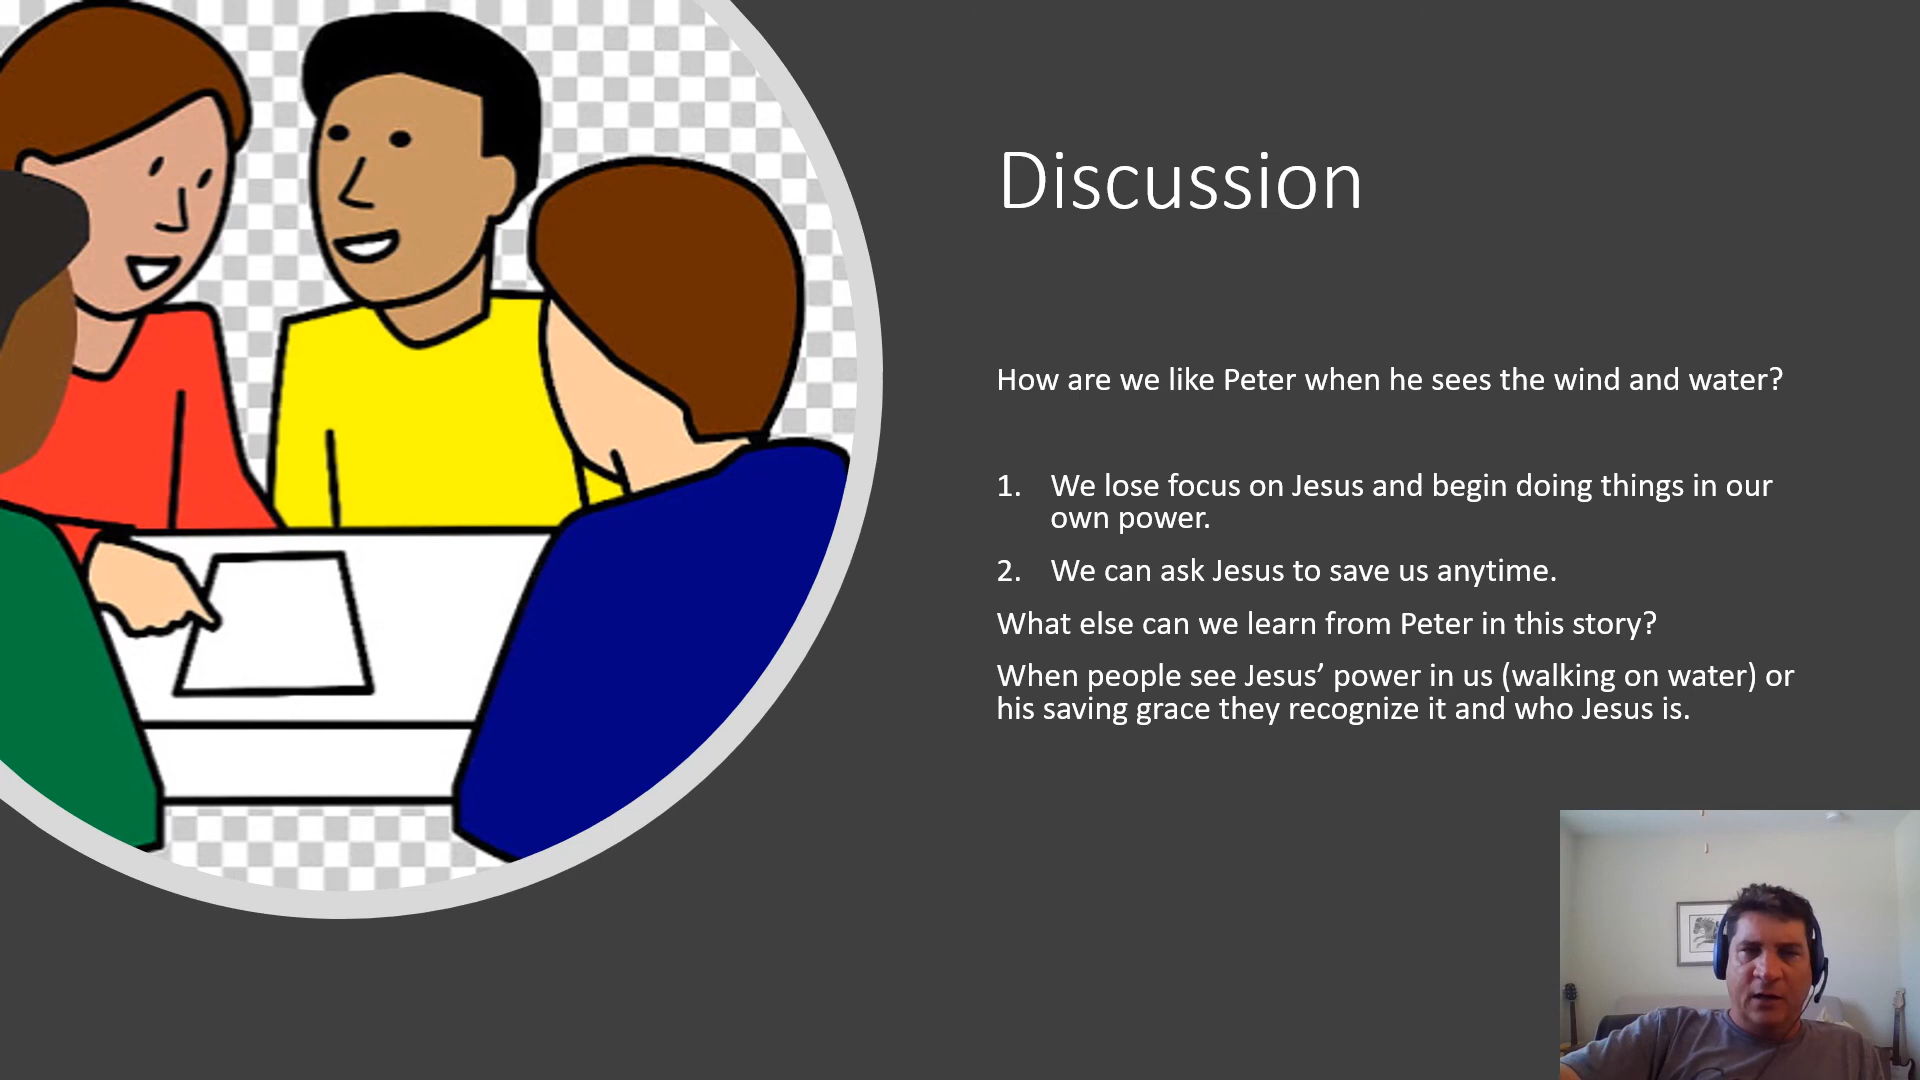 Discussion
How are we like Peter when he sees the wind and water?
1. We lose focus on Jesus and begin doing things in our
own power.
2. We can ask Jesus to save us anytime.
What else can we learn from Peter in this story?
When people see Jesus’ power in us (walking on water) or
his saving grace they recognize it and who Jesus is.